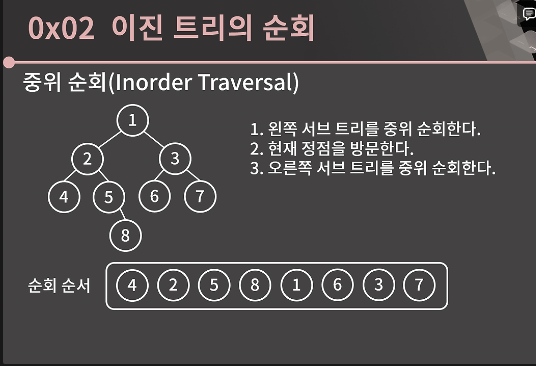 0x02 이진 트리의 순회
중위 순회(Inorder Traversal)
1
2 3
4 5 6 7
8
1. 왼쪽 서브 트리를 중위 순회한다.
2. 현재 정점을 방문한다.
3. 오른쪽 서브 트리를 중위 순회한다.
순회 순서 4 2 5 8 1 6 3 7